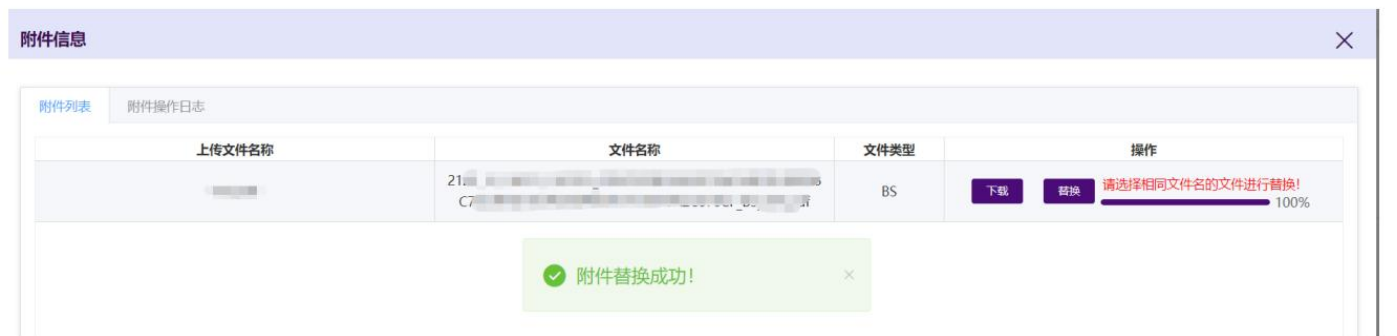 附件信息
附件列表 附件操作日志
上传文件名称 文件名称 文件类型 操作
BS 下载 替换 请选择相同文件名的文件进行替换!
100%
附件替换成功!